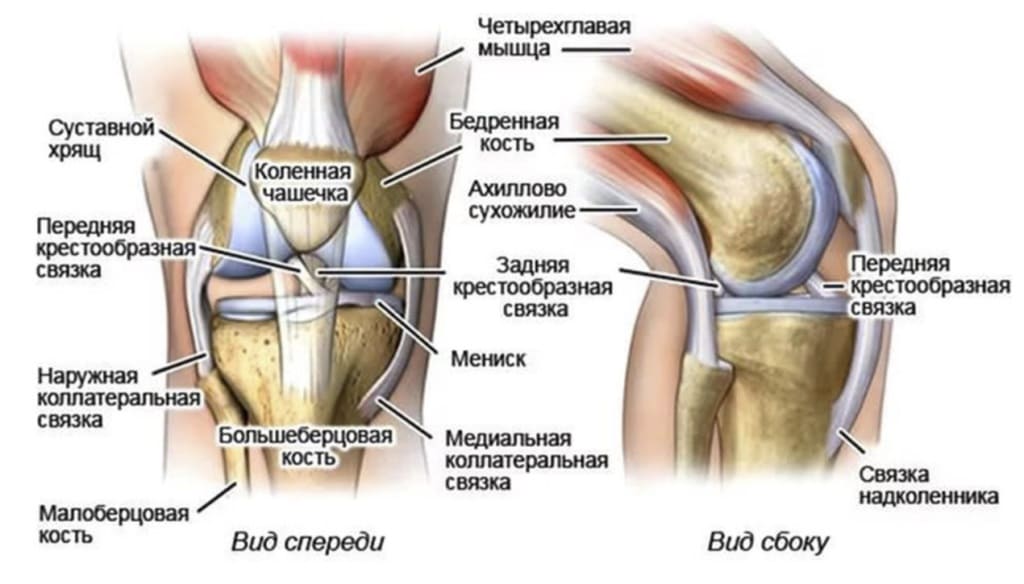 Четырехглавая
мышца
Суставной
хрящ
Бедренная
кость
Коленная
чашечка
Ахиллово
сухожилие
Передняя
крестообразная
связка
Задняя
крестообразная
связка
Передняя
крестообразная
связка
Мениск
Наружная
коллатеральная
связка
Большеберцовая
кость
Медиальная
коллатеральная
связка
Связка
надколенника
Малоберцовая
кость
Вид спереди
Вид сбоку